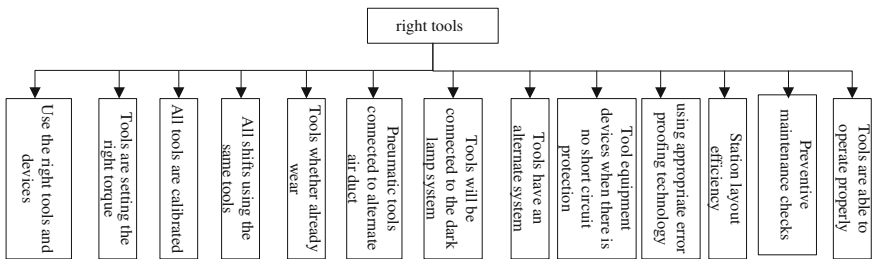 right tools
Use the right tools and
devices
Tools are setting the
right torque
All tools are calibrated
All shifts using the
same tools
Tools whether already
wear
Pneumatic tools
connected to alternate
air duct
Tools will be
connected to the dark
lamp system
Tools have an
alternate system
Tool equipment
devices when there is
no short circuit
protection
using appropriate error
proofing technology
Station layout
efficiency
Preventive
maintenance checks
Tools are able to
operate properly